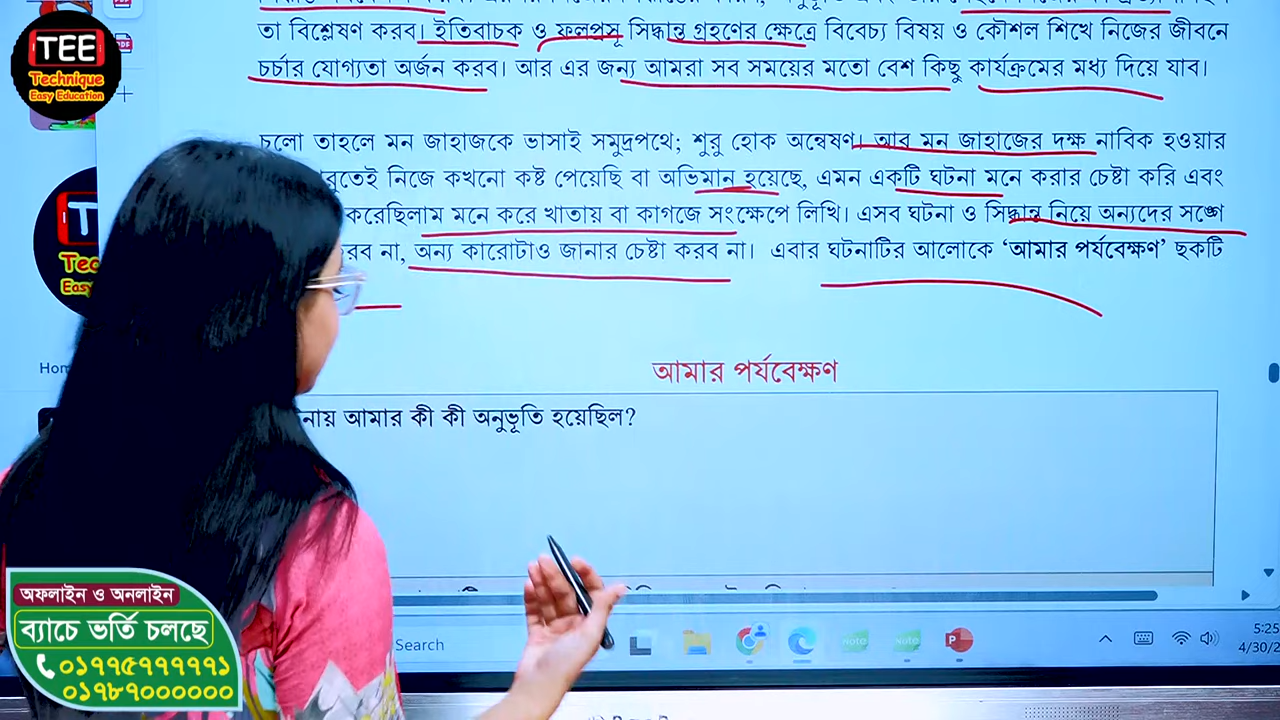 TEE
Technique
Easy Education
তা বিশ্লেষণ করব। ইতিবাচক ও ফলপ্রসূ সিদ্ধান্ত গ্রহণের ক্ষেত্রে বিবেচ্য বিষয় ও কৌশল শিখে নিজের জীবনে
চর্চার যোগ্যতা অর্জন করব। আর এর জন্য আমরা সব সময়ের মতো বেশ কিছু কার্যক্রমের মধ্য দিয়ে যাব।
চলো তাহলে মন জাহাজকে ভাসাই সমুদ্রপথে; শুরু হোক অন্বেষণ। আর মন জাহাজের দক্ষ নাবিক হওয়ার
নিজে কখনো কষ্ট পেয়েছি বা অভিমান হয়েছে, এমন একটি ঘটনা মনে করার চেষ্টা করি এবং
করেছিলাম মনে করে খাতায় বা কাগজে সংক্ষেপে লিখি। এসব ঘটনা ও সিদ্ধান্ত নিয়ে অন্যদের সঙ্গে
না, অন্য কারোটাও জানার চেষ্টা করব না। এবার ঘটনাটির আলোকে ‘আমার পর্যবেক্ষণ’ ছকটি
আমার পর্যবেক্ষণ
আমার কী কী অনুভূতি হয়েছিল?
Search
5:25
4/30/2
অফলাইন ও অনলাইন
ব্যাচে ভর্তি চলছে
০১৭৭৫৭৭৭৭৭১
০১৭৮৭০০০০০০